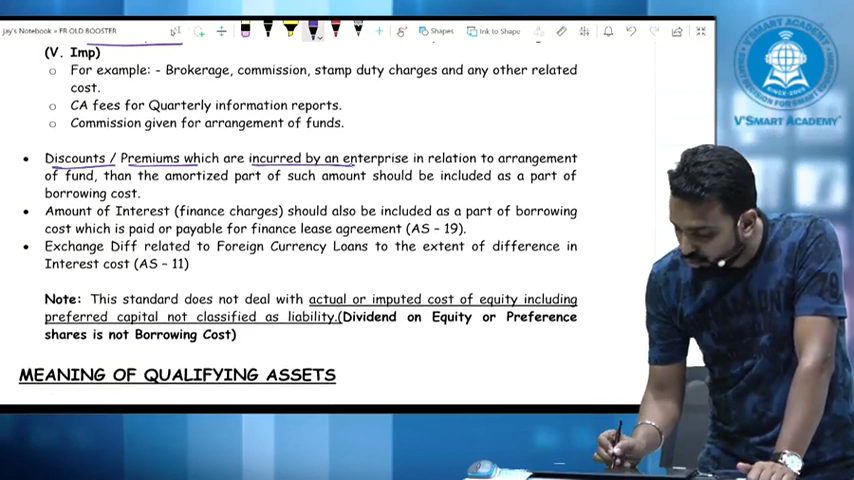 Jay's Notebook » FR OLD BOOSTER
Shapes
Ink to Shape
(V. Imp)
o For example: - Brokerage, commission, stamp duty charges and any other related
cost.
o CA fees for Quarterly information reports.
o Commission given for arrangement of funds.
• Discounts / Premiums which are incurred by an enterprise in relation to arrangement
of fund, than the amortized part of such amount should be included as a part of
borrowing cost.
• Amount of Interest (finance charges) should also be included as a part of borrowing
cost which is paid or payable for finance lease agreement (AS – 19).
• Exchange Diff related to Foreign Currency Loans to the extent of difference in
Interest cost (AS – 11)
Note: This standard does not deal with actual or imputed cost of equity including
preferred capital not classified as liability.(Dividend on Equity or Preference
shares is not Borrowing Cost)
MEANING OF QUALIFYING ASSETS
V'SMART ACADEMY
SINCE-2005
V'SMART ACADEMY
79